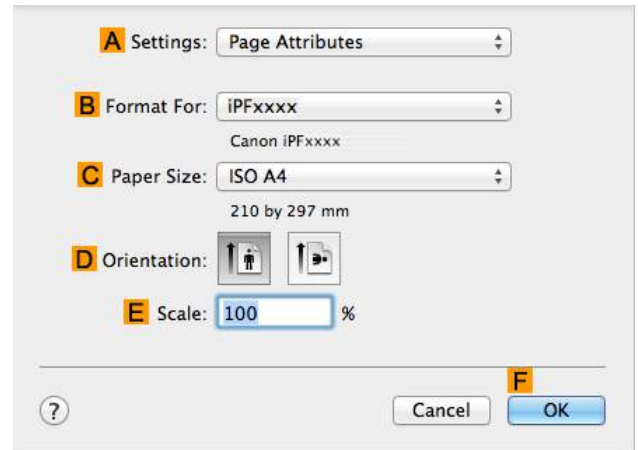 A Settings: Page Attributes
B Format For: iPFxxxx
Canon iPFxxxx
C Paper Size: ISO A4
210 by 297 mm
D Orientation:
E Scale: 100 %
F
? Cancel OK